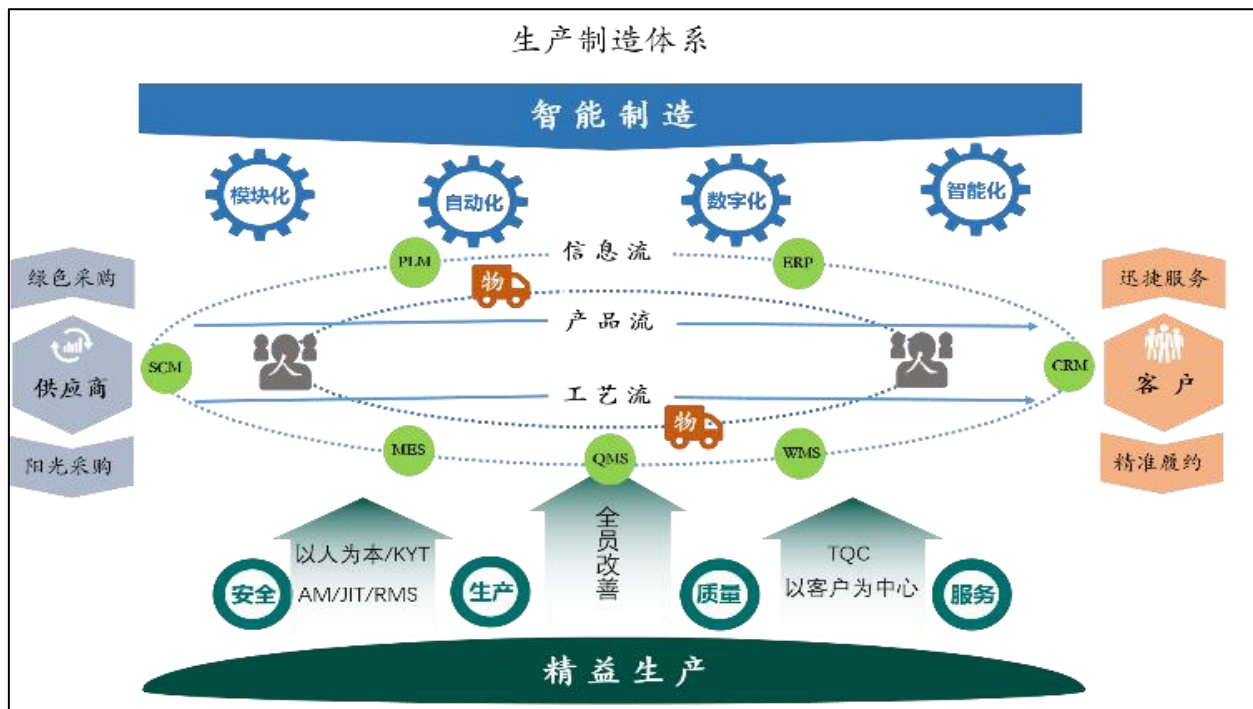 生产制造体系
智能制造
模块化
自动化
数字化
智能化
PLM
信息流
ERP
绿色采购
物
迅捷服务
产品流
SCM
人
人
CRM
供应商
客户
工艺流
物
阳光采购
MES
QMS
WMS
精准履约
以人为本/KYT
AM/JIT/RMS
全员改善
TQC
以客户为中心
安全
生产
质量
服务
精益生产